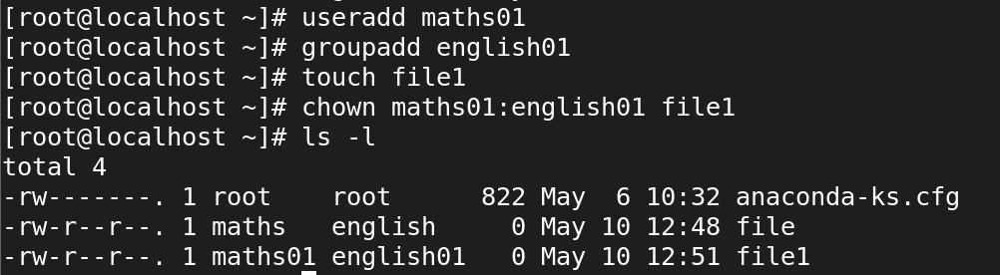 [root@localhost ~]# useradd maths01
[root@localhost ~]# groupadd english01
[root@localhost ~]# touch file1
[root@localhost ~]# chown maths01:english01 file1
[root@localhost ~]# ls -l
total 4
-rw-------. 1 root    root      822 May  6 10:32 anaconda-ks.cfg
-rw-r--r--. 1 maths   english     0 May 10 12:48 file
-rw-r--r--. 1 maths01 english01   0 May 10 12:51 file1